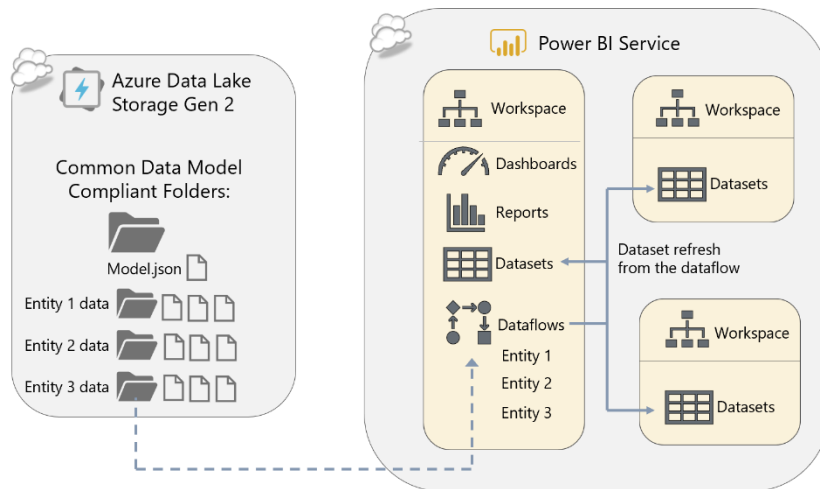 Azure Data Lake
Storage Gen 2
Common Data Model
Compliant Folders:
Model.json
Entity 1 data
Entity 2 data
Entity 3 data
Power BI Service
Workspace
Dashboards
Reports
Datasets
Dataflows
Entity 1
Entity 2
Entity 3
Workspace
Datasets
Dataset refresh
from the dataflow
Workspace
Datasets